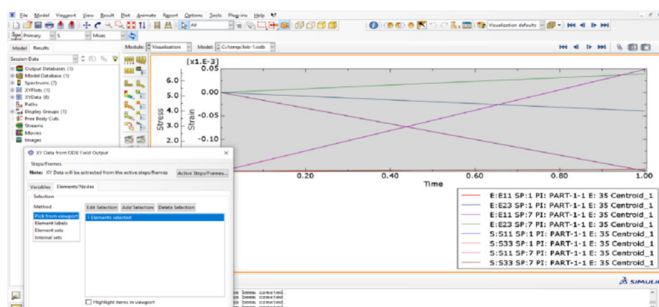 File Model Viewport View Result Plot Animate Report Options Tools Plug-ins Help
All
Visualization defaults
Primary S Mises
Model Results
Module: Visualization Model: C:/temp/Job-1.odb
Session Data
Output Databases (1)
Model Database (1)
Spectrums (7)
XYPlots (1)
XYData (8)
Paths
Display Groups (1)
Free Body Cuts
Streams
Movies
Images
[x1.E-3]
6.0
5.0
4.0
3.0
2.0
Stress
Strain
0.05
0.00
-0.05
-0.10
0.20 0.40 0.60 0.80 1.00
Time
E:E11 SP:1 PI: PART-1-1 E: 35 Centroid_1
E:E11 SP:7 PI: PART-1-1 E: 35 Centroid_1
E:E23 SP:1 PI: PART-1-1 E: 35 Centroid_1
E:E23 SP:7 PI: PART-1-1 E: 35 Centroid_1
S:S11 SP:1 PI: PART-1-1 E: 35 Centroid_1
S:S33 SP:1 PI: PART-1-1 E: 35 Centroid_1
S:S11 SP:7 PI: PART-1-1 E: 35 Centroid_1
S:S33 SP:7 PI: PART-1-1 E: 35 Centroid_1
XY Data from ODB Field Output
Steps/Frames
Note: XY Data will be extracted from the active steps/frames Active Steps/Frames...
Variables Elements/Nodes
Selection
Method
Pick from viewport
Element labels
Element sets
Internal sets
Edit Selection Add Selection Delete Selection
1 Elements selected
Highlight items in viewport
SIMULIA
been created.
been created.
been created.